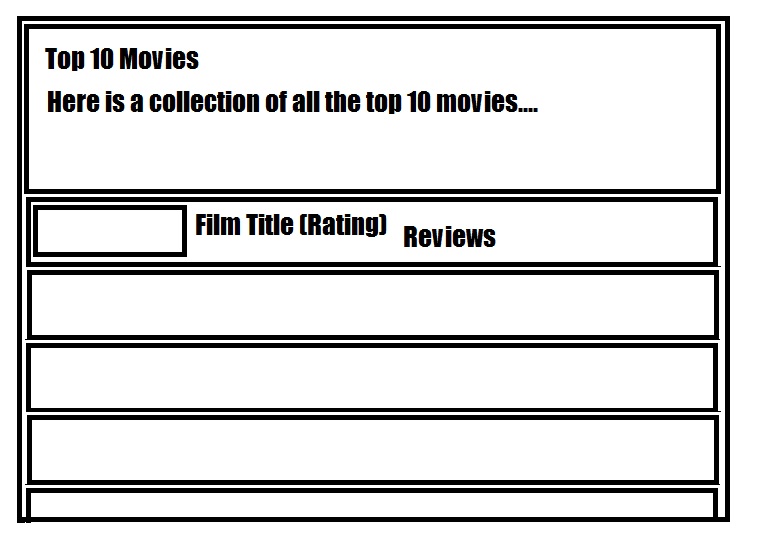 Top 10 Movies
Here is a collection of all the top 10 movies....
Film Title (Rating) Reviews